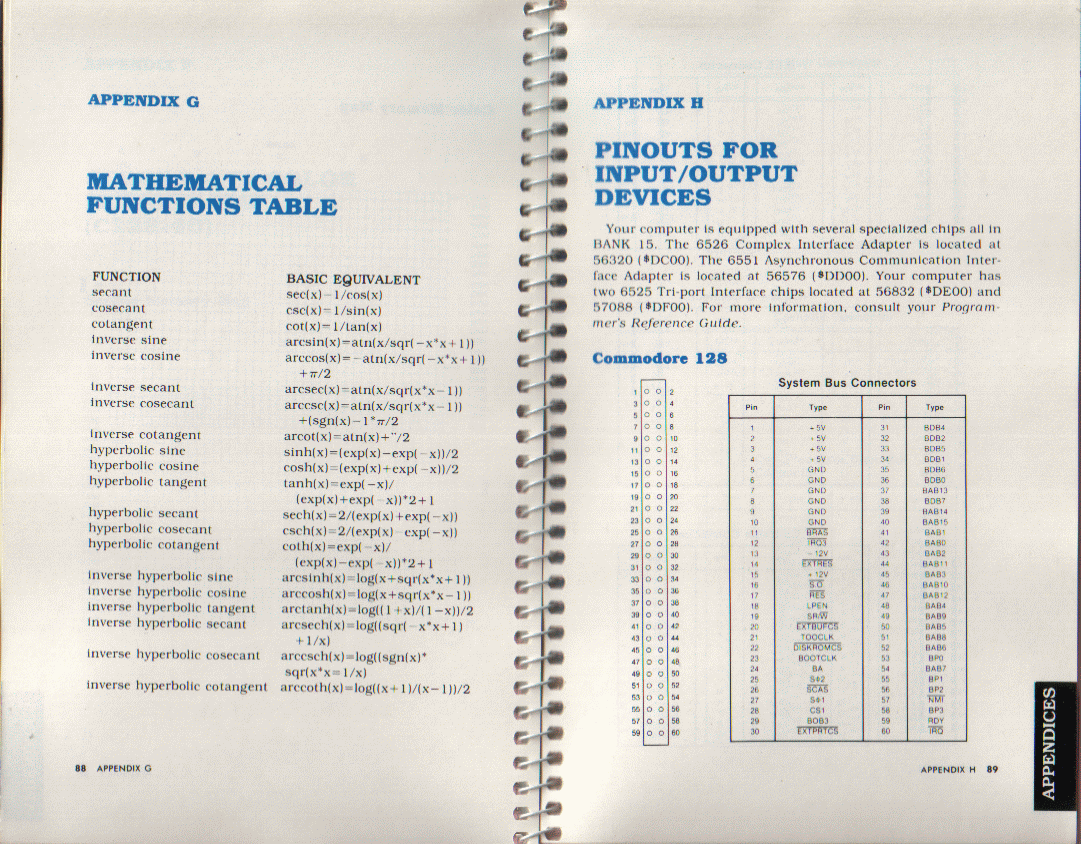 APPENDIX G
MATHEMATICAL
FUNCTIONS TABLE
FUNCTION BASIC EQUIVALENT
secant sec(x)=1/cos(x)
cosecant csc(x)=1/sin(x)
cotangent cot(x)=1/tan(x)
inverse sine arcsin(x)=atn(x/sqr(-x*x+1))
inverse cosine arccos(x)=-atn(x/sqr(-x*x+1))
+π/2
inverse secant arcsec(x)=atn(x/sqr(x*x-1))
inverse cosecant arccsc(x)=atn(x/sqr(x*x-1))
+(sgn(x)-1*π/2
inverse cotangent arcot(x)=atn(x)+"/2
hyperbolic sine sinh(x)=(exp(x)-exp(-x))/2
hyperbolic cosine cosh(x)=(exp(x)+exp(-x))/2
hyperbolic tangent tanh(x)=exp(-x)/
(exp(x)+exp(-x))*2+1
hyperbolic secant sech(x)=2/(exp(x)+exp(-x))
hyperbolic cosecant csch(x)=2/(exp(x)-exp(-x))
hyperbolic cotangent coth(x)=exp(-x)/
(exp(x)-exp(-x))*2+1
inverse hyperbolic sine arcsinh(x)=log(x+sqr(x*x+1))
inverse hyperbolic cosine arccosh(x)=log(x+sqr(x*x-1))
inverse hyperbolic tangent arctanh(x)=log((1+x)/(1-x))/2
inverse hyperbolic secant arcsech(x)=log((sqr(-x*x+1)
+1/x)
inverse hyperbolic cosecant arccsch(x)=log((sgn(x)*
sqr(x*x=1/x)
inverse hyperbolic cotangent arccoth(x)=log((x+1)/(x-1))/2
88 APPENDIX G
APPENDIX H
PINOUTS FOR
INPUT/OUTPUT
DEVICES
Your computer is equipped with several specialized chips all in
BANK 15. The 6526 Complex Interface Adapter is located at
56320 ($DC00). The 6551 Asynchronous Communication Inter-
face Adapter is located at 56576 ($DD00). Your computer has
two 6525 Tri-port Interface chips located at 56832 ($DE00) and
57088 ($DF00). For more information, consult your Program-
mer's Reference Guide.
Commodore 128
1 2
3 4
5 6
7 8
9 10
11 12
13 14
15 16
17 18
19 20
21 22
23 24
25 26
27 28
29 30
31 32
33 34
35 36
37 38
39 40
41 42
43 44
45 46
47 48
49 50
51 52
53 54
55 56
57 58
59 60
System Bus Connectors
Pin Type Pin Type
1 +5V 31 BDB4
2 +5V 32 BDB2
3 +5V 33 BDB5
4 +5V 34 BDB1
5 GND 35 BDB6
6 GND 36 BDB0
7 GND 37 BAB13
8 GND 38 BDB7
9 GND 39 BAB14
10 GND 40 BAB15
11 BRAS 41 BAB1
12 IRQ3 42 BAB0
13 -12V 43 BAB2
14 EXTRES 44 BAB11
15 +12V 45 BAB3
16 S.O. 46 BAB10
17 RES 47 BAB12
18 LPEN 48 BAB4
19 SR/W 49 BAB9
20 EXTBUFCS 50 BAB5
21 TODCLK 51 BAB8
22 DISKROMCS 52 BAB6
23 BOOTCLK 53 BP0
24 BA 54 BAB7
25 Sφ2 55 BP1
26 SCAS 56 BP2
27 Sφ1 57 NMI
28 CS1 58 BP3
29 BDB3 59 RDY
30 EXTPRTCS 60 IRQ
APPENDIX H 89
APPENDICES